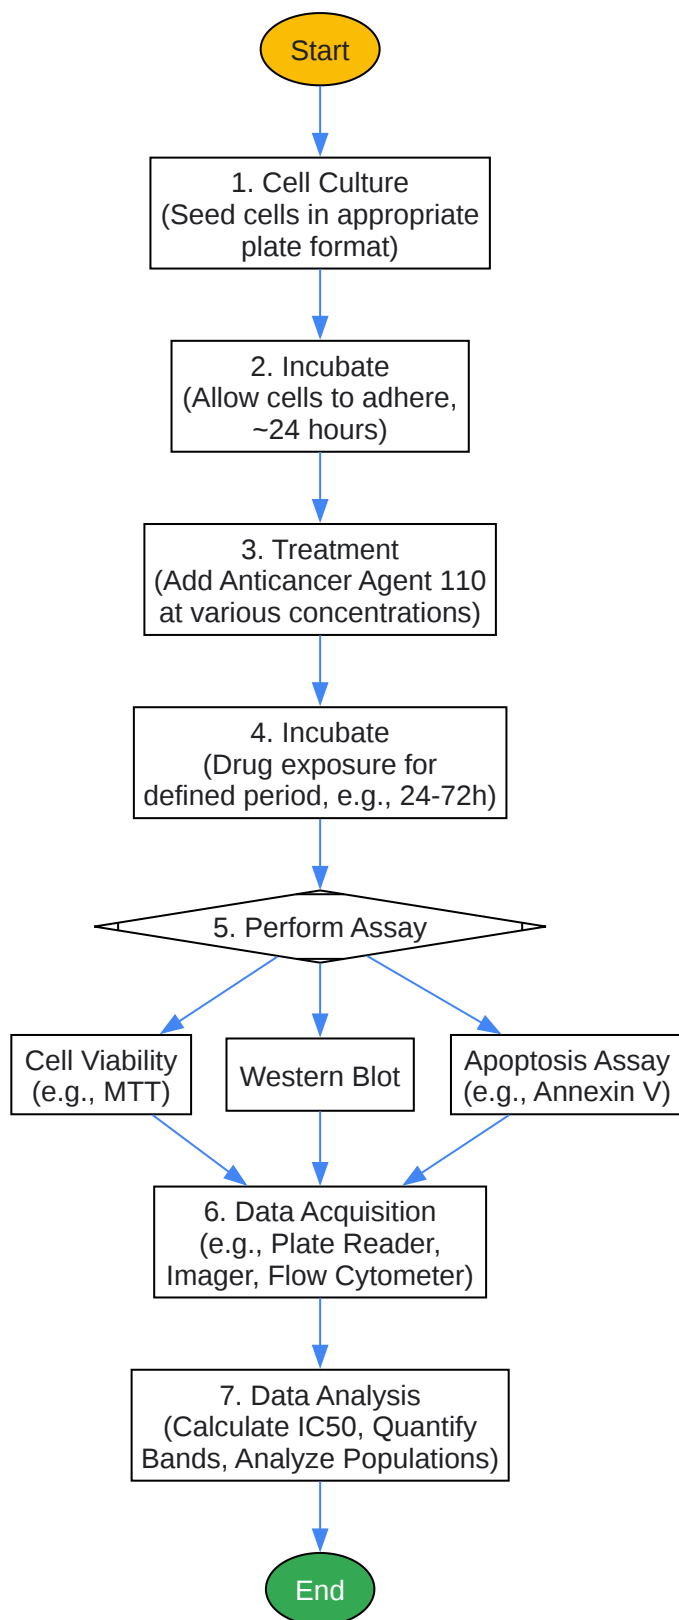 Start
1. Cell Culture
(Seed cells in appropriate
plate format)
2. Incubate
(Allow cells to adhere,
~24 hours)
3. Treatment
(Add Anticancer Agent 110
at various concentrations)
4. Incubate
(Drug exposure for
defined period, e.g., 24-72h)
5. Perform Assay
Cell Viability
(e.g., MTT)
Western Blot
Apoptosis Assay
(e.g., Annexin V)
6. Data Acquisition
(e.g., Plate Reader,
Imager, Flow Cytometer)
7. Data Analysis
(Calculate IC50, Quantify
Bands, Analyze Populations)
End